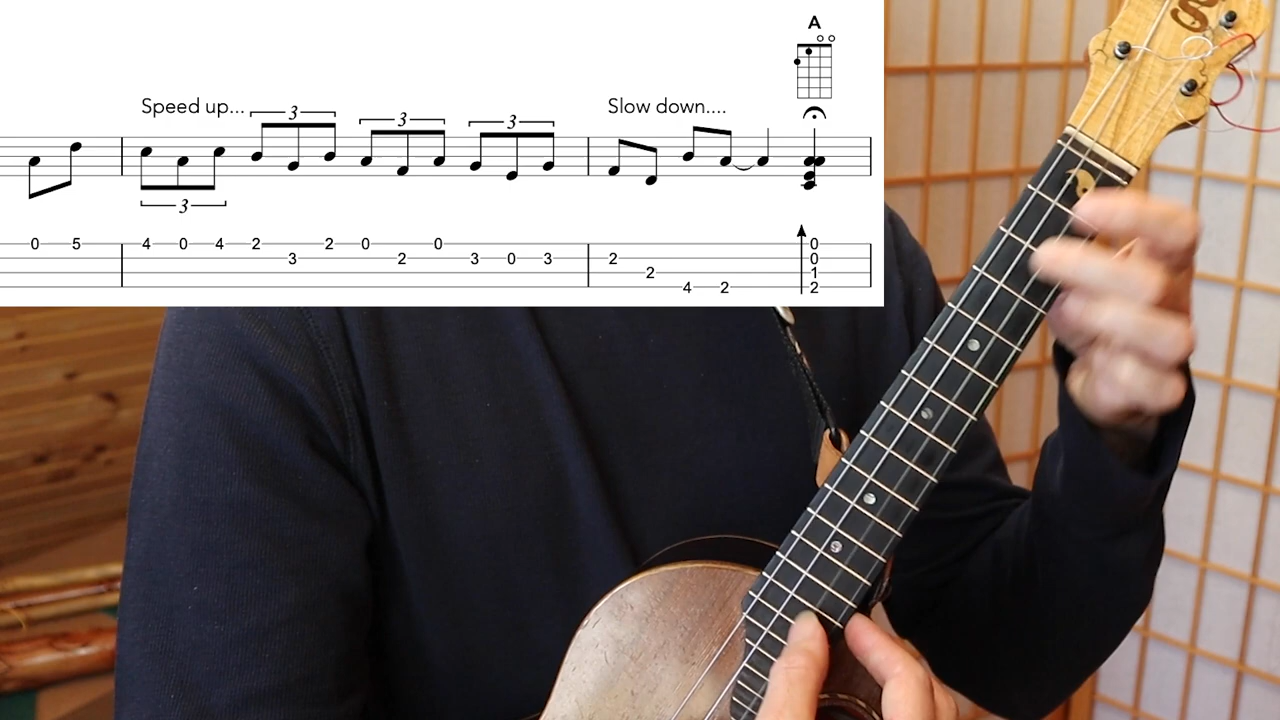 A
Speed up...
Slow down....
3 3 3
3
0 5 4 0 4 2 2 0 0 0
3 2 3 0 3 2 0
2 1
4 2 2